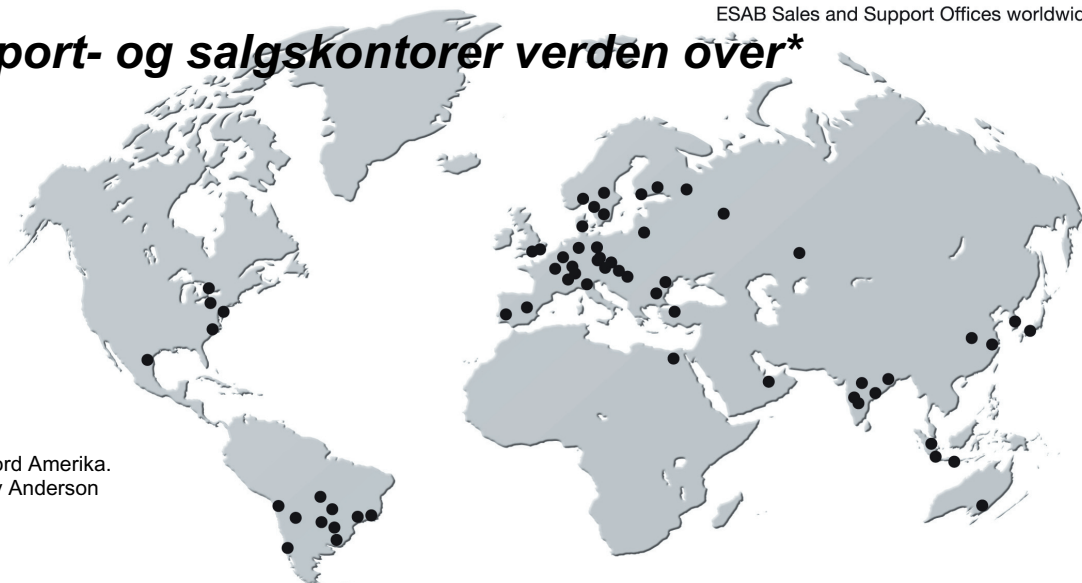 ESAB Sales and Support Offices worldwid
port- og salgskontorer verden over*
ord Amerika.
y Anderson